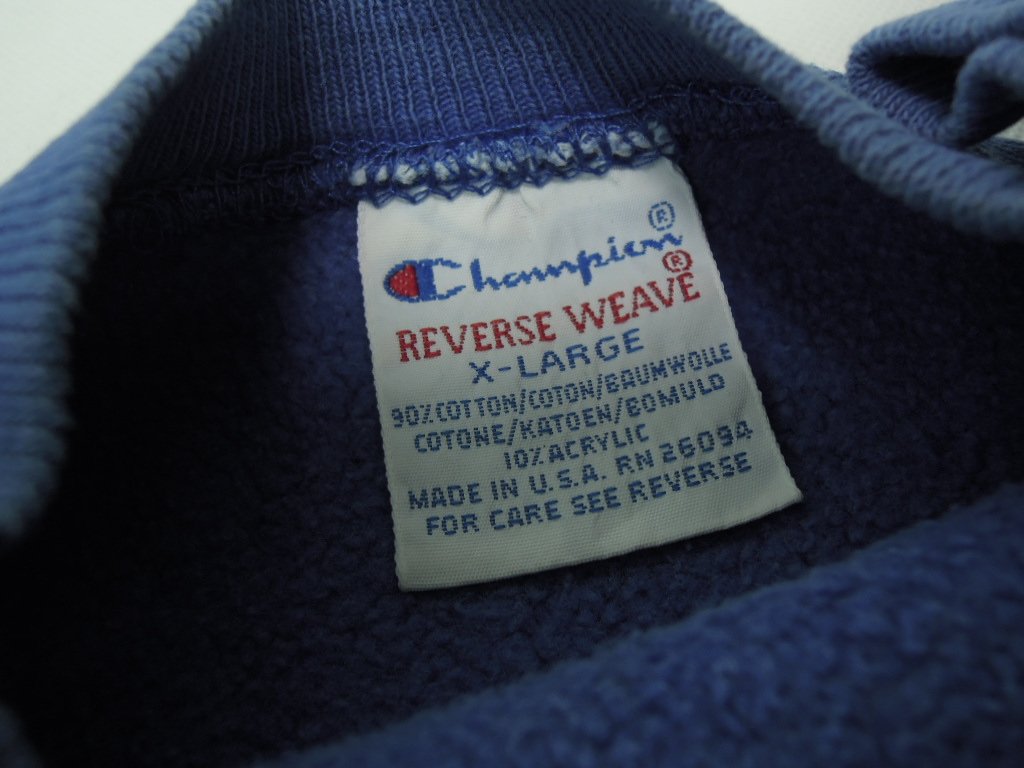 Champion®
REVERSE WEAVE®
X-LARGE
90% COTTON/COTON/BAUMWOLLE
COTONE/KATOEN/BOMULD
10% ACRYLIC
MADE IN U.S.A. RN 26094
FOR CARE SEE REVERSE